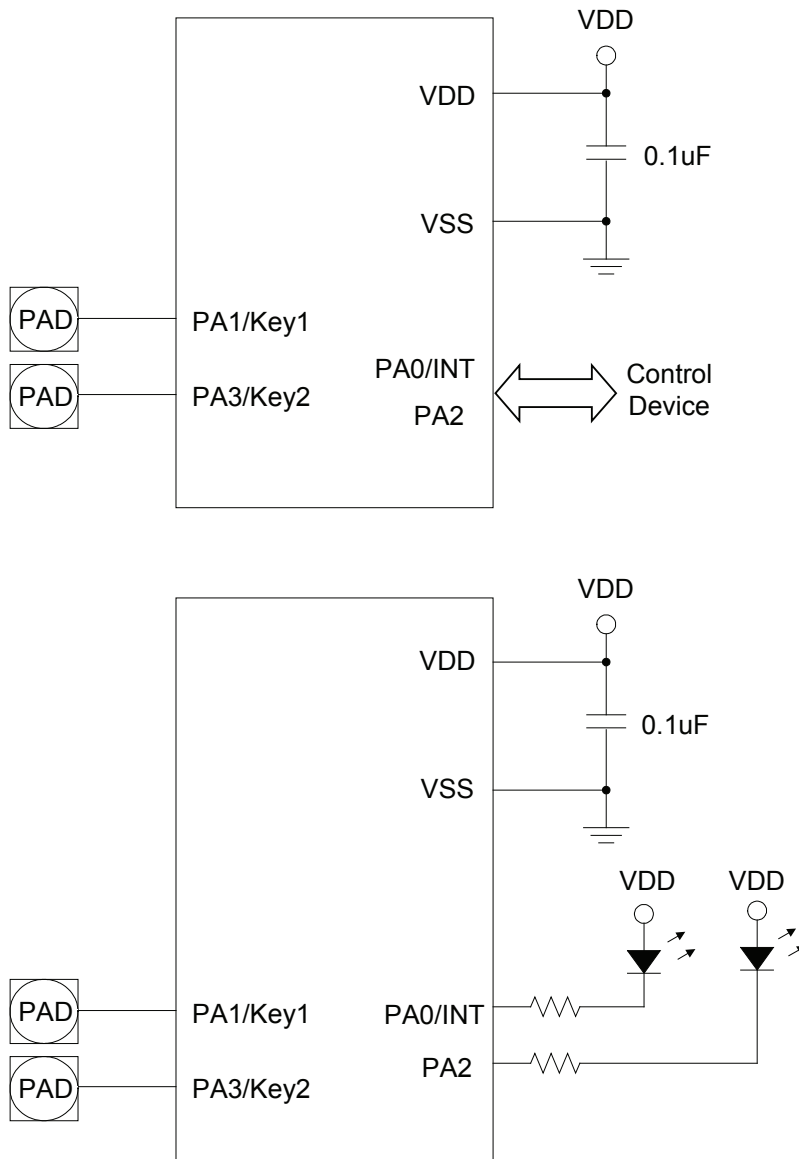 VDD
VDD
0.1uF
VSS
PAD
PA1/Key1
PA0/INT
Control
PAD
PA3/Key2
PA2
Device
VDD
VDD
0.1uF
VSS
VDD
VDD
PAD
PA1/Key1
PA0/INT
PA2
PAD
PA3/Key2